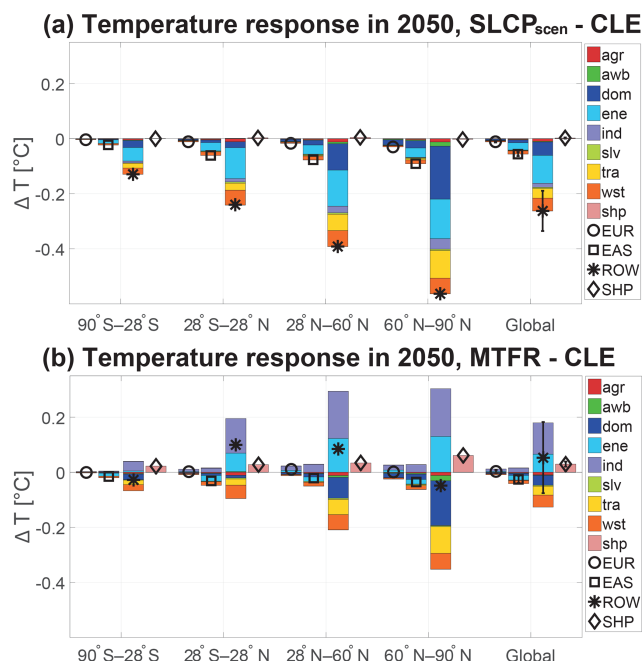 (a) Temperature response in 2050, SLCPscen - CLE
0.2
0
-0.2
-0.4
Δ T [°C]
90°S–28°S
28°S–28°N
28°N–60°N
60°N–90°N
Global
agr
awb
dom
ene
ind
slv
tra
wst
shp
EUR
EAS
ROW
SHP
(b) Temperature response in 2050, MTFR - CLE
0.2
0
-0.2
-0.4
Δ T [°C]
90°S–28°S
28°S–28°N
28°N–60°N
60°N–90°N
Global
agr
awb
dom
ene
ind
slv
tra
wst
shp
EUR
EAS
ROW
SHP